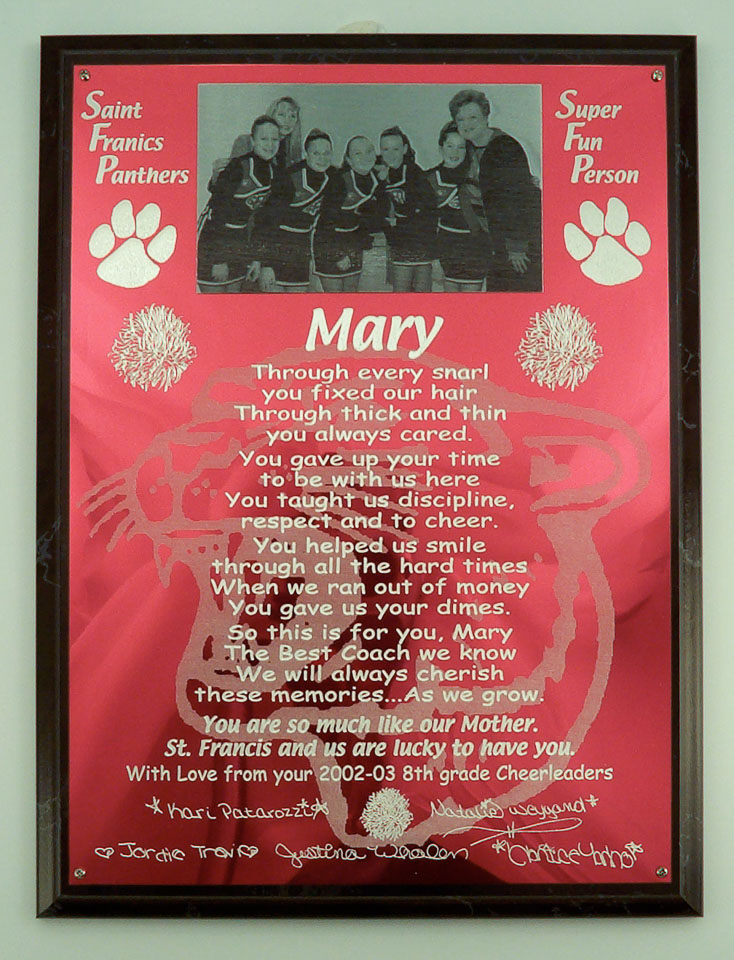 Saint
Franics
Panthers
Super
Fun
Person
Mary
Through every snarl
you fixed our hair
Through thick and thin
you always cared.
You gave up your time
to be with us here
You taught us discipline,
respect and to cheer.
You helped us smile
through all the hard times
When we ran out of money
You gave us your dimes.
So this is for you, Mary
The Best Coach we know
We will always cherish
these memories...As we grow.
You are so much like our Mother.
St. Francis and us are lucky to have you.
With Love from your 2002-03 8th grade Cheerleaders
Kari Patarozzi
Natalie Weygand
Jordie Justina Whalen